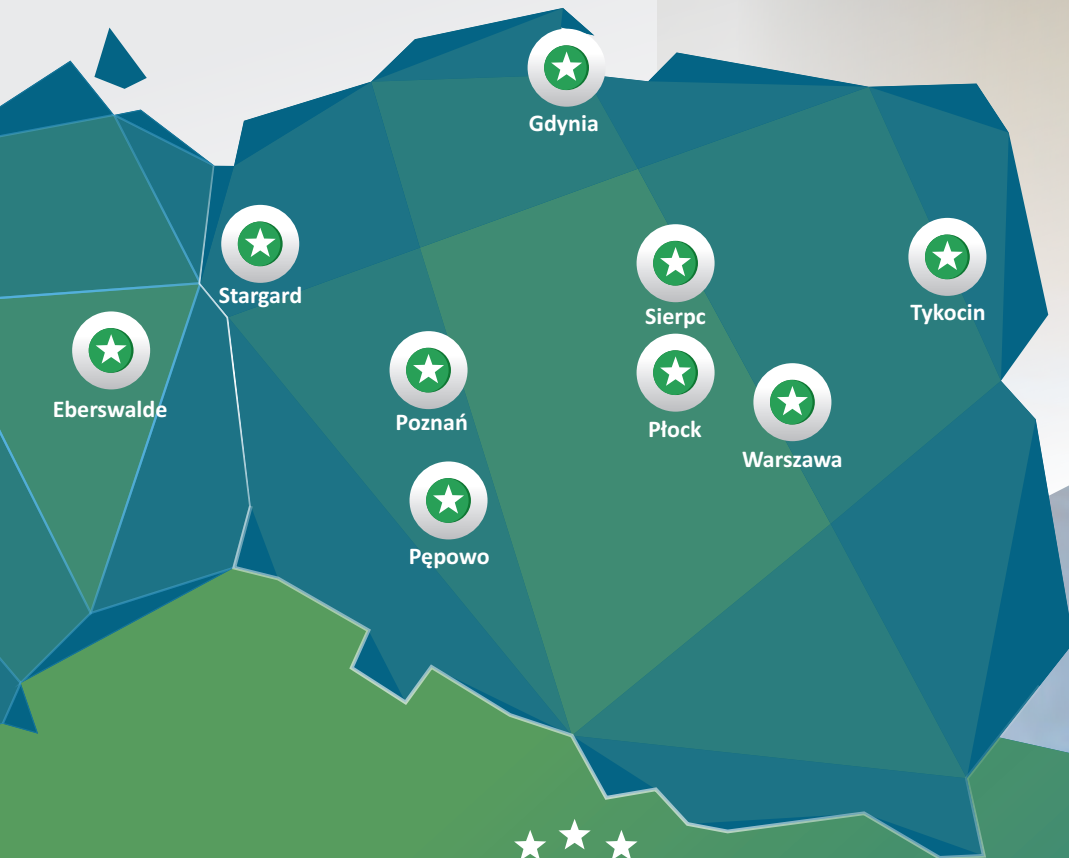 Gdynia
Stargard
Sierpc
Tykocin
Eberswalde
Poznań
Płock
Warszawa
Pępowo